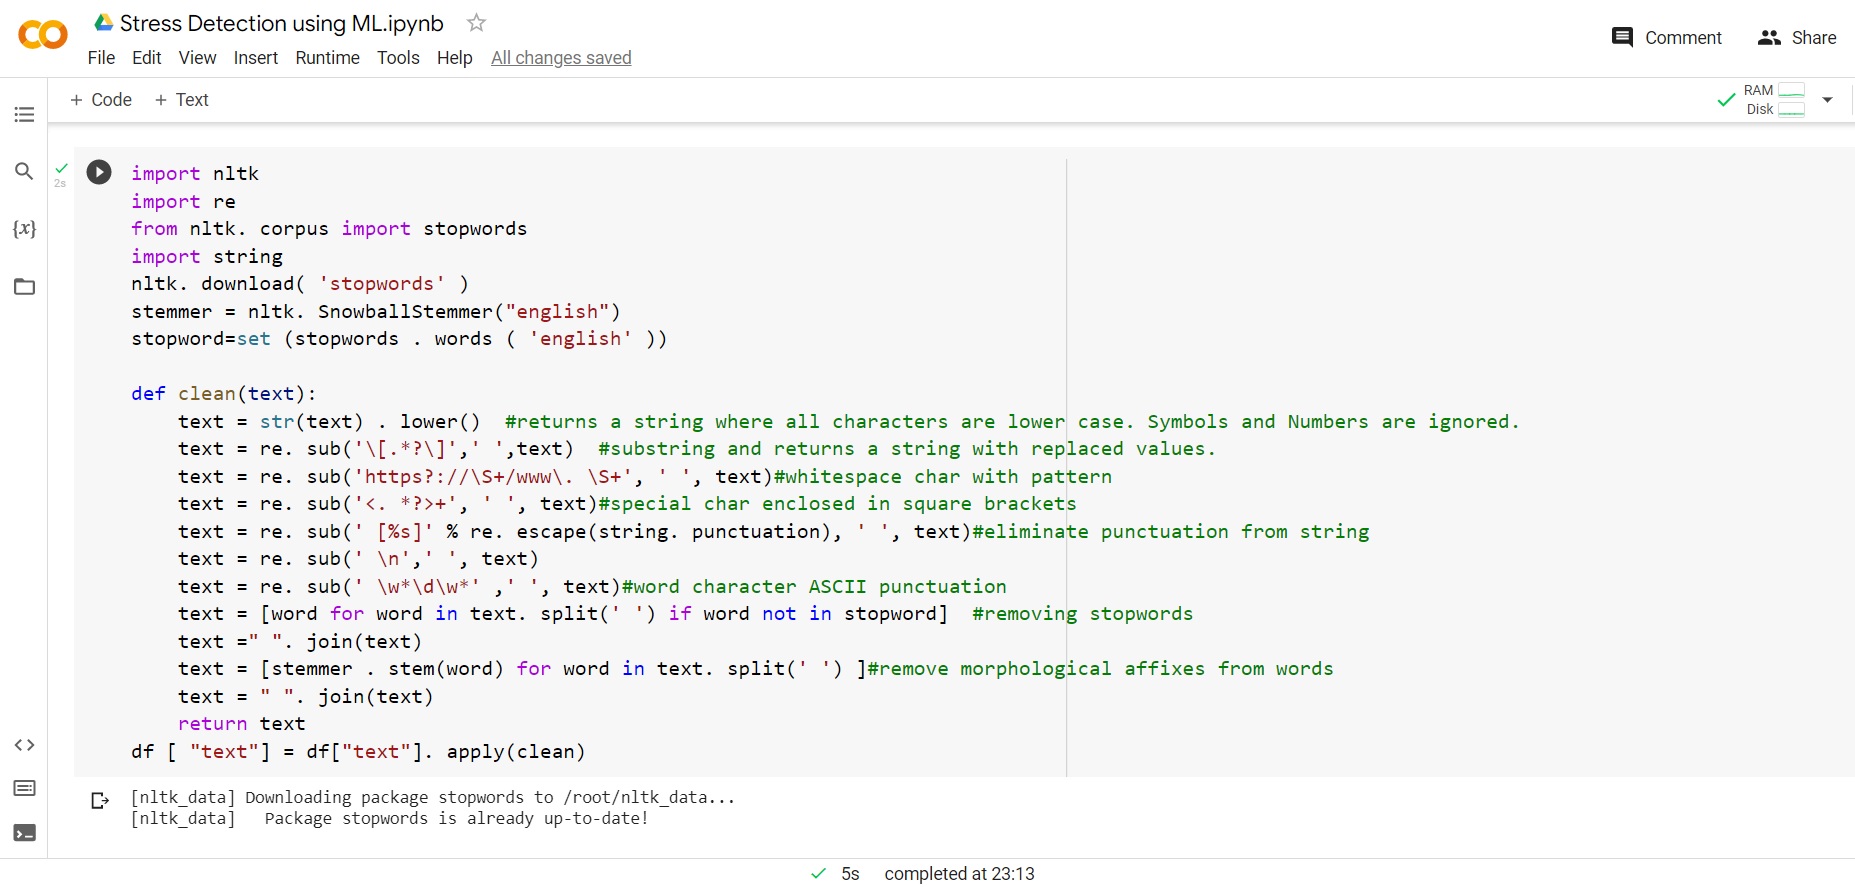 Stress Detection using ML.ipynb
File Edit View Insert Runtime Tools Help All changes saved
Comment Share
+ Code + Text
RAM
Disk
{x}
2s
import nltk
import re
from nltk. corpus import stopwords
import string
nltk. download( 'stopwords' )
stemmer = nltk. SnowballStemmer("english")
stopword=set (stopwords . words ( 'english' ))
def clean(text):
    text = str(text) . lower()  #returns a string where all characters are lower case. Symbols and Numbers are ignored.
    text = re. sub('\[.*?\]',' ',text)  #substring and returns a string with replaced values.
    text = re. sub('https?://\S+/www\. \S+', ' ', text)#whitespace char with pattern
    text = re. sub('<. *?>+', ' ', text)#special char enclosed in square brackets
    text = re. sub(' [%s]' % re. escape(string. punctuation), ' ', text)#eliminate punctuation from string
    text = re. sub(' \n',' ', text)
    text = re. sub(' \w*\d\w*' ,' ', text)#word character ASCII punctuation
    text = [word for word in text. split(' ') if word not in stopword]  #removing stopwords
    text =" ". join(text)
    text = [stemmer . stem(word) for word in text. split(' ') ]#remove morphological affixes from words
    text = " ". join(text)
    return text
df [ "text"] = df["text"]. apply(clean)
[nltk_data] Downloading package stopwords to /root/nltk_data...
[nltk_data]   Package stopwords is already up-to-date!
5s completed at 23:13